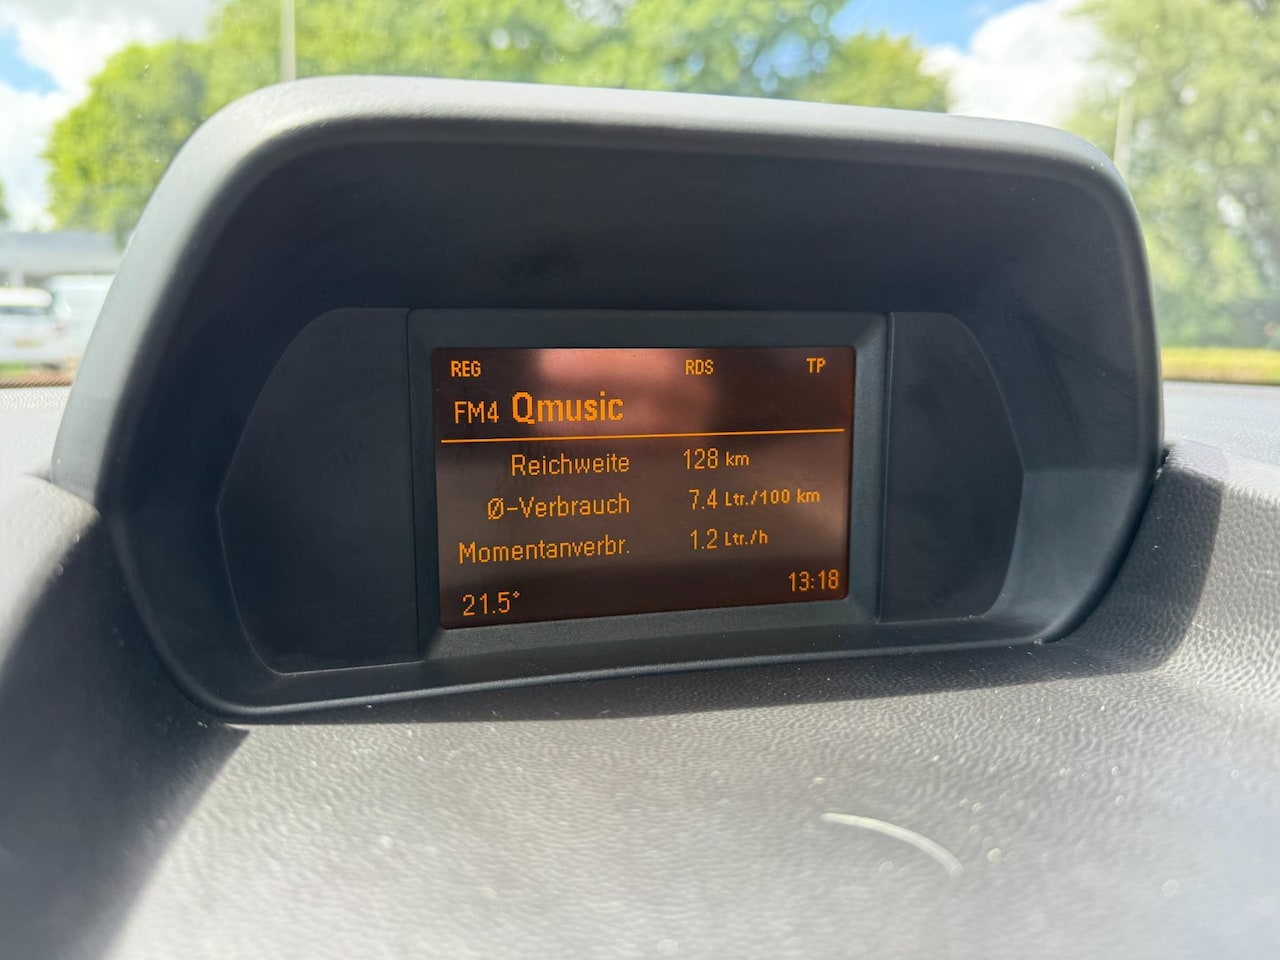 REG RDS TP
FM4 Qmusic
Reichweite 128 km
Ø-Verbrauch 7.4 Ltr./100 km
Momentanverbr. 1.2 Ltr./h
21.5° 13:18